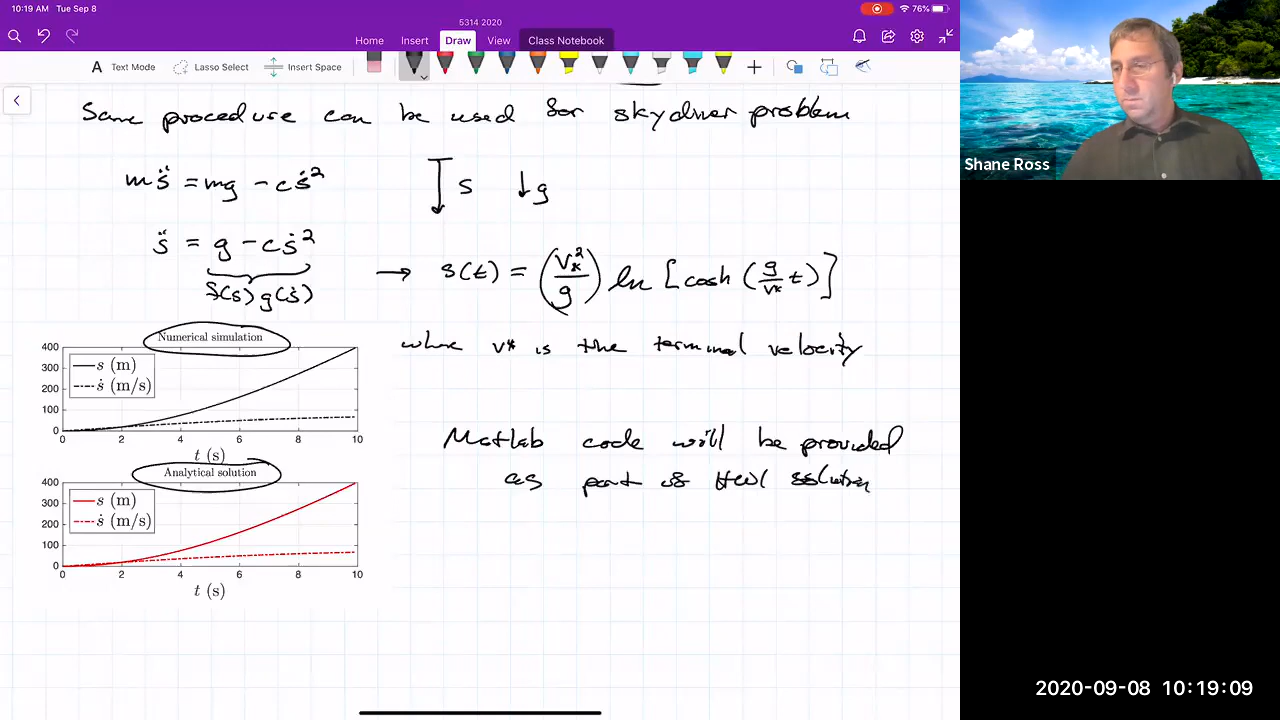 10:19 AM Tue Sep 8
76%
5314 2020
Home Insert Draw View Class Notebook
A Text Mode Lasso Select Insert Space
Same procedure can be used for skydiver problem
Shane Ross
ms̈ = mg - cṡ²
s ↓g
s̈ = g - cṡ²
f(s) g(ṡ)
→ s(t) = (v*²/g) ln [cosh (g/v* t)]
where v* is the terminal velocity
Numerical simulation
400
300
200
100
0
s (m)
ṡ (m/s)
0 2 4 6 8 10
t (s)
Analytical solution
400
300
200
100
0
s (m)
ṡ (m/s)
0 2 4 6 8 10
t (s)
Matlab code will be provided
as part of HW1 solution
2020-09-08 10:19:09